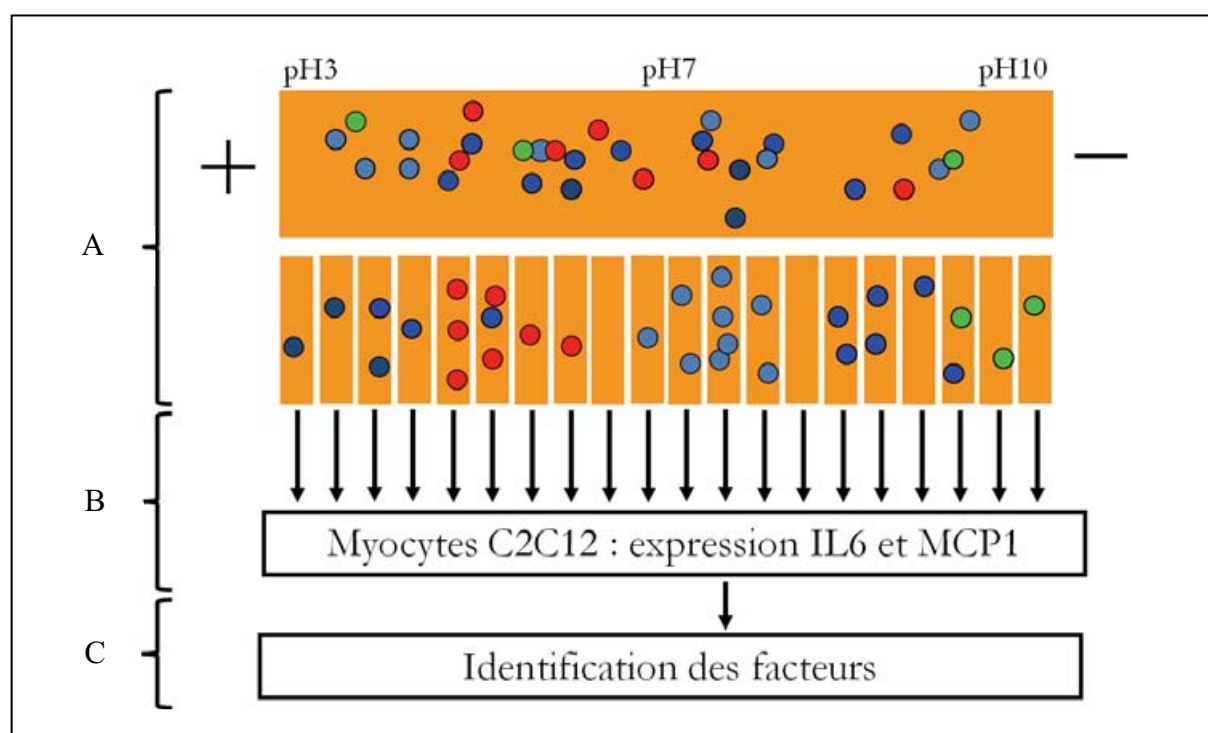 pH3 pH7 pH10
+ −
A
B
Myocytes C2C12 : expression IL6 et MCP1
C
Identification des facteurs